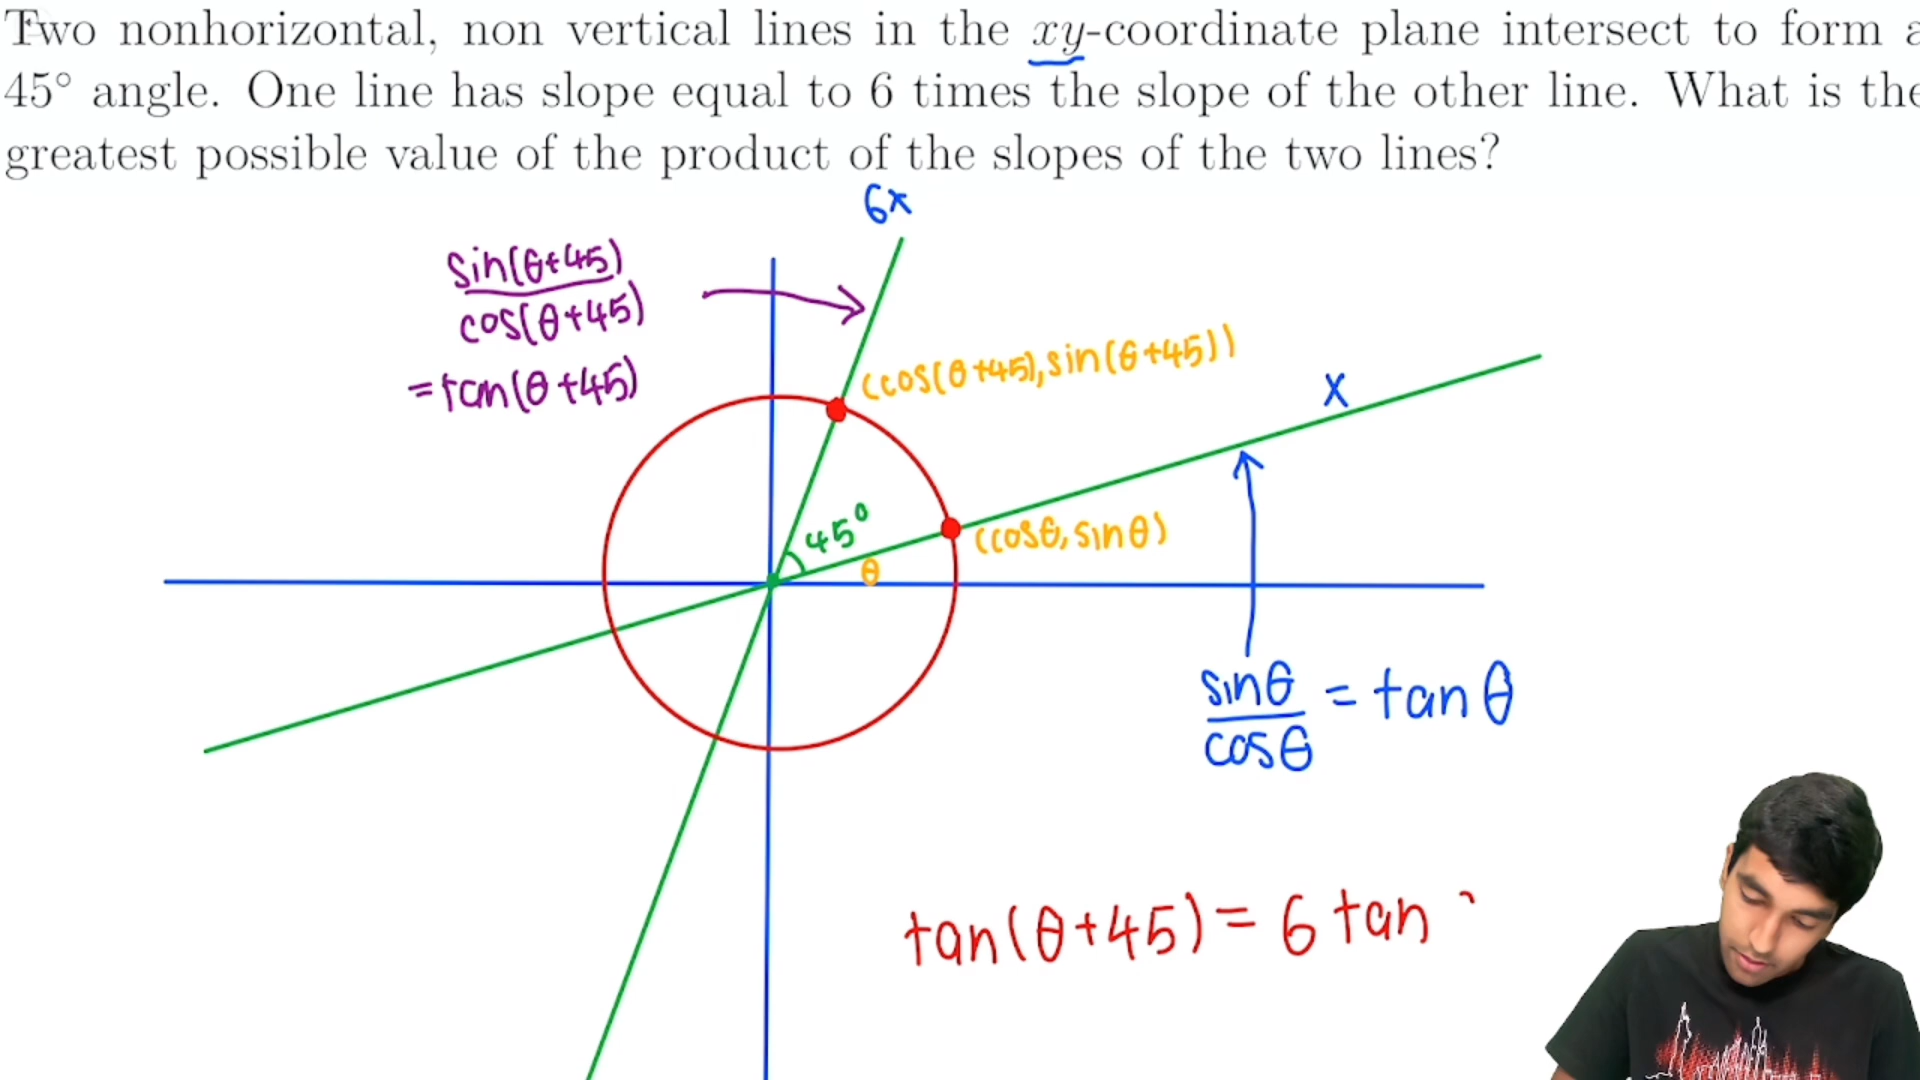 Two nonhorizontal, non vertical lines in the xy-coordinate plane intersect to form a
45° angle. One line has slope equal to 6 times the slope of the other line. What is the
greatest possible value of the product of the slopes of the two lines?
6x
sin(θ+45)
cos(θ+45)
=tan(θ+45)
(cos(θ+45), sin(θ+45))
x
45°
θ
(cosθ, sinθ)
sinθ
cosθ
= tan θ
tan(θ+45) = 6 tan